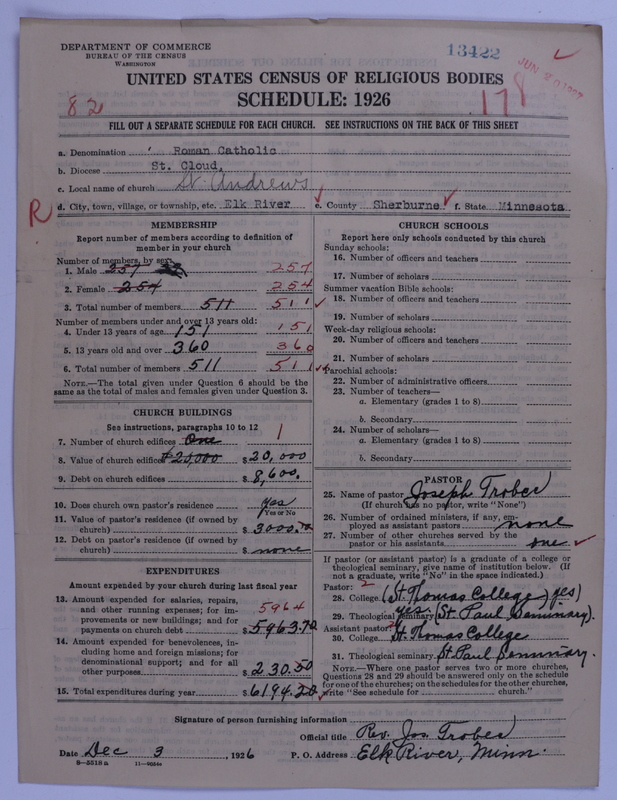 DEPARTMENT OF COMMERCE
BUREAU OF THE CENSUS
WASHINGTON
13422
JUN 20 1927
UNITED STATES CENSUS OF RELIGIOUS BODIES
SCHEDULE: 1926
82
178
FILL OUT A SEPARATE SCHEDULE FOR EACH CHURCH. SEE INSTRUCTIONS ON THE BACK OF THIS SHEET
a. Denomination Roman Catholic
b. Diocese St. Cloud,
c. Local name of church St. Andrews
R
d. City, town, village, or township, etc. Elk River e. County Sherburne f. State Minnesota
MEMBERSHIP
Report number of members according to definition of
member in your church
Number of members, by sex:
1. Male 257 257
2. Female 254 254
3. Total number of members 511 511
Number of members under and over 13 years old:
4. Under 13 years of age 151 151
5. 13 years old and over 360 360
6. Total number of members 511 511
NOTE.—The total given under Question 6 should be the
same as the total of males and females given under Question 3.
CHURCH BUILDINGS
See instructions, paragraphs 10 to 12
7. Number of church edifices One 1
8. Value of church edifices $20,000 $ 20,000
9. Debt on church edifices $ 8,600.
10. Does church own pastor's residence yes
Yes or No
11. Value of pastor's residence (if owned by
church) $ 3000.00
12. Debt on pastor's residence (if owned by
church) $ none
EXPENDITURES
Amount expended by your church during last fiscal year
13. Amount expended for salaries, repairs,
and other running expenses; for im-
provements or new buildings; and for
payments on church debt 5964 $ 5963.70
14. Amount expended for benevolences, in-
cluding home and foreign missions; for
denominational support; and for all
other purposes $ 230.50
15. Total expenditures during year $ 6194.20
CHURCH SCHOOLS
Report here only schools conducted by this church
Sunday schools:
16. Number of officers and teachers
17. Number of scholars
Summer vacation Bible schools:
18. Number of officers and teachers
19. Number of scholars
Week-day religious schools:
20. Number of officers and teachers
21. Number of scholars
Parochial schools:
22. Number of administrative officers
23. Number of teachers—
a. Elementary (grades 1 to 8)
b. Secondary
24. Number of scholars—
a. Elementary (grades 1 to 8)
b. Secondary
PASTOR
25. Name of pastor Joseph Trobec
(If church has no pastor, write "None")
26. Number of ordained ministers, if any, em-
ployed as assistant pastors none
27. Number of other churches served by the
pastor or his assistants one
If pastor (or assistant pastor) is a graduate of a college or
theological seminary, give name of institution below. (If
not a graduate, write "No" in the space indicated.)
Pastor: 2
28. College (St. Thomas College) yes)
29. Theological seminary yes. (St Paul Seminary).
Assistant pastor:
30. College St. Thomas College
31. Theological seminary St. Paul Seminary.
NOTE.—Where one pastor serves two or more churches,
Questions 28 and 29 should be answered only on the schedule
for one of the churches; on the schedules for the other churches,
write "See schedule for church."
Signature of person furnishing information
Official title Rev. Jos. Trobec
Date Dec 3, 1926 P. O. Address Elk River, Minn.
8—5518a 11—9034